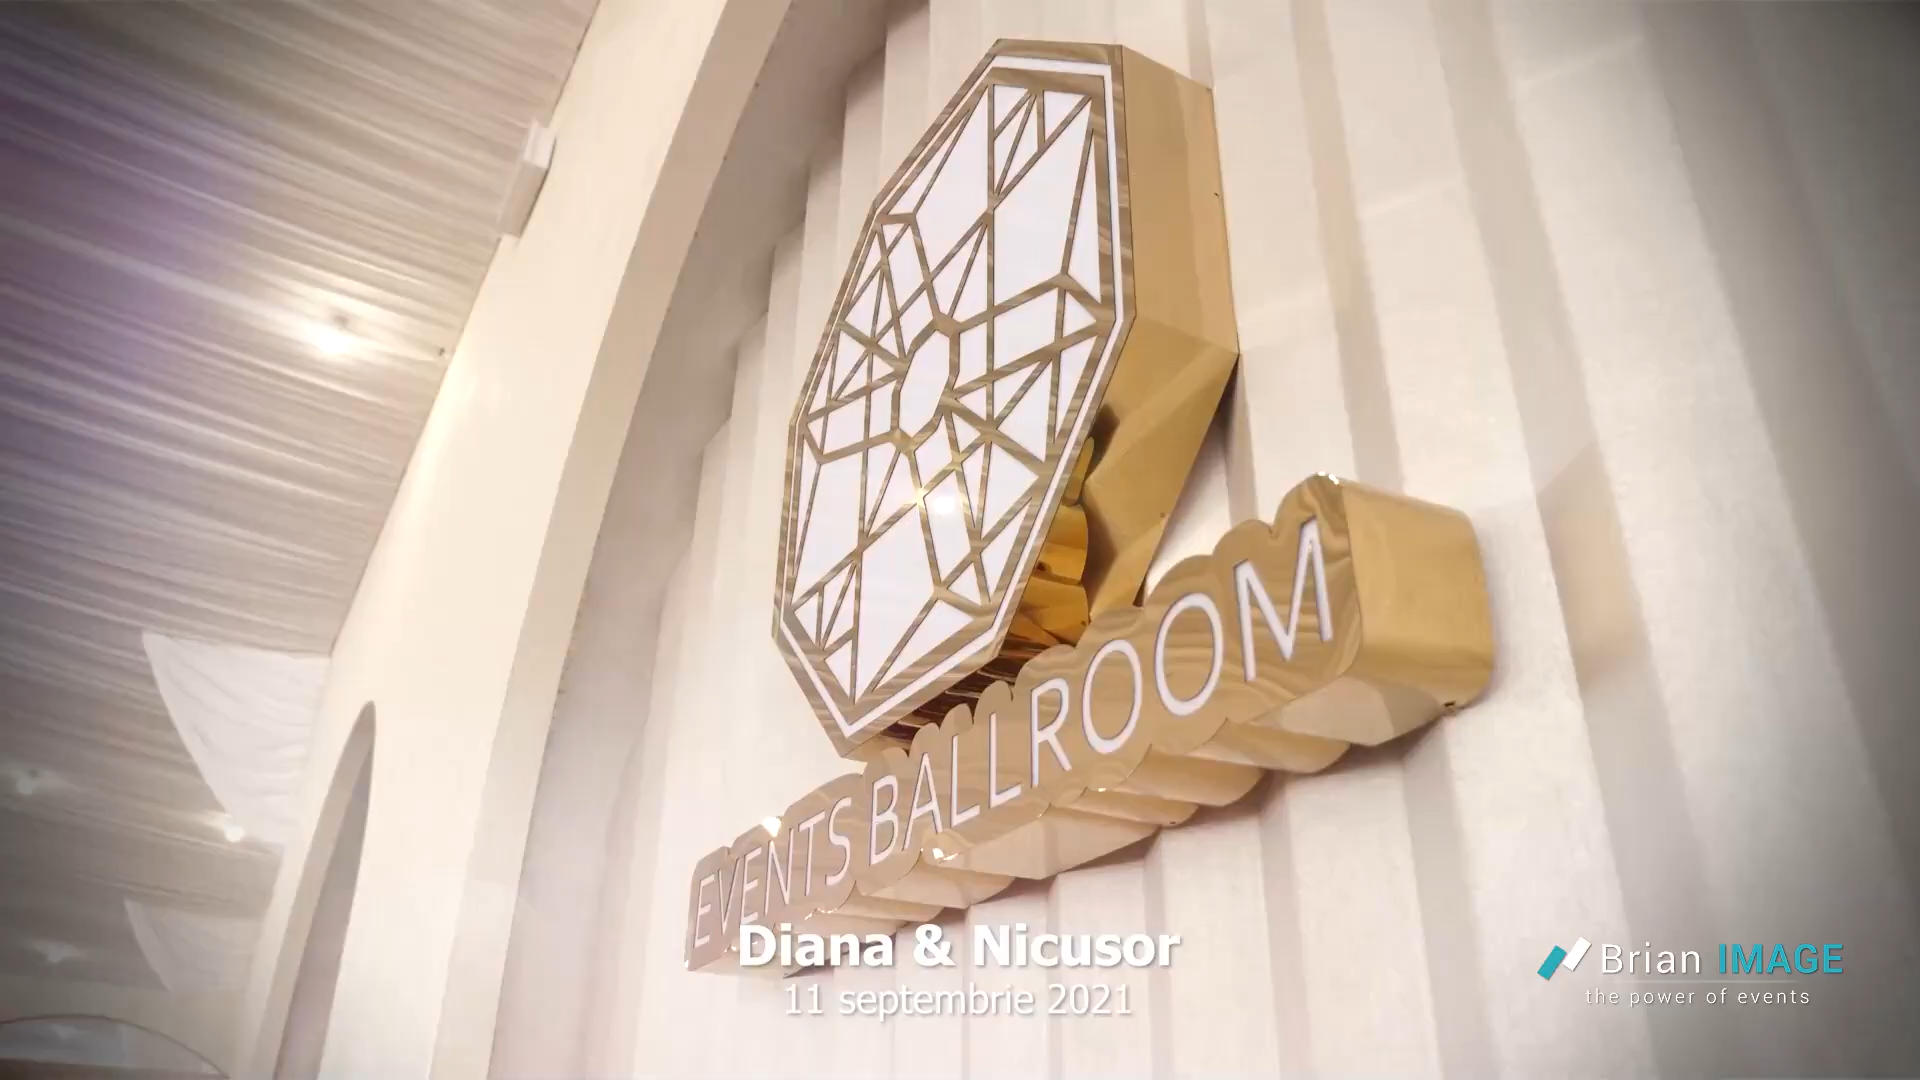 EVENTS BALLROOM
Diana & Nicusor
11 septembrie 2021
Brian IMAGE
the power of events